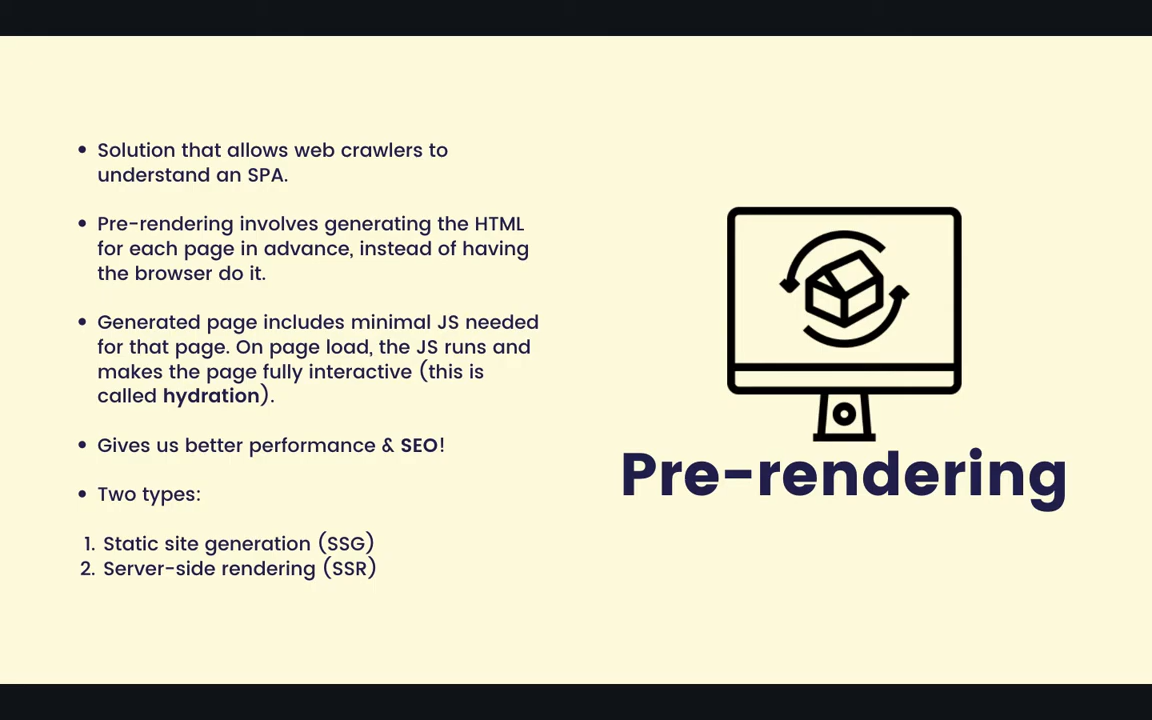 • Solution that allows web crawlers to
understand an SPA.
• Pre-rendering involves generating the HTML
for each page in advance, instead of having
the browser do it.
• Generated page includes minimal JS needed
for that page. On page load, the JS runs and
makes the page fully interactive (this is
called hydration).
• Gives us better performance & SEO!
• Two types:
1. Static site generation (SSG)
2. Server-side rendering (SSR)
Pre-rendering